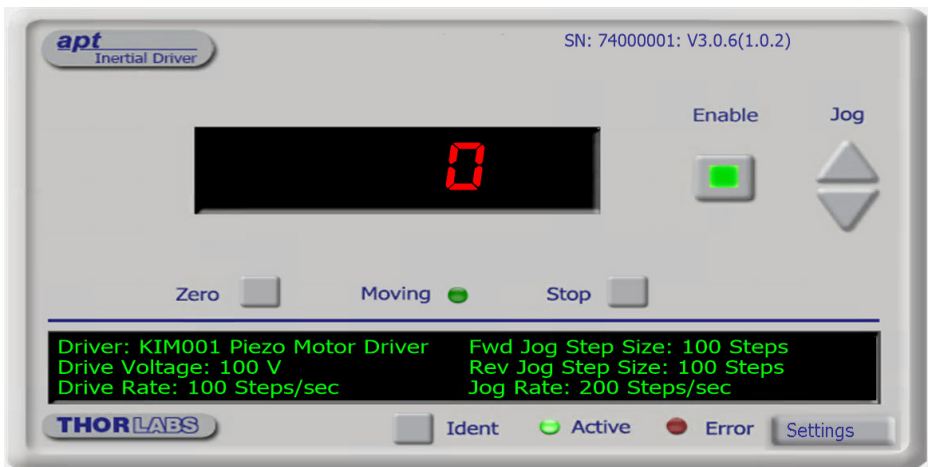 apt
Inertial Driver
SN: 74000001: V3.0.6(1.0.2)
Enable
Jog
0
Zero
Moving
Stop
Driver: KIM001 Piezo Motor Driver
Drive Voltage: 100 V
Drive Rate: 100 Steps/sec
Fwd Jog Step Size: 100 Steps
Rev Jog Step Size: 100 Steps
Jog Rate: 200 Steps/sec
THORLABS
Ident
Active
Error
Settings